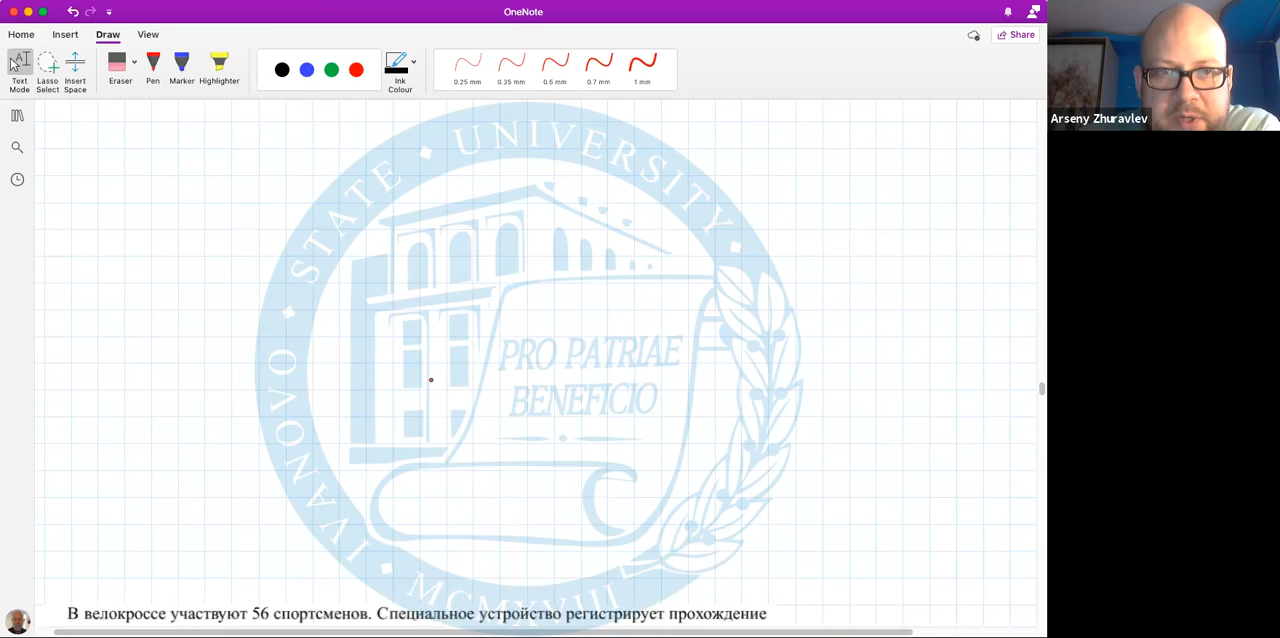 OneNote
Home Insert Draw View
Share
Text Mode
Lasso Select
Insert Space
Eraser
Pen
Marker
Highlighter
Ink Colour
0.25 mm
0.35 mm
0.5 mm
0.7 mm
1 mm
Arseny Zhuravlev
IVANOVO ◆ STATE ◆ UNIVERSITY ◆
PRO PATRIAE
BENEFICIO
MCMXVIII
В велокроссе участвуют 56 спортсменов. Специальное устройство регистрирует прохождение